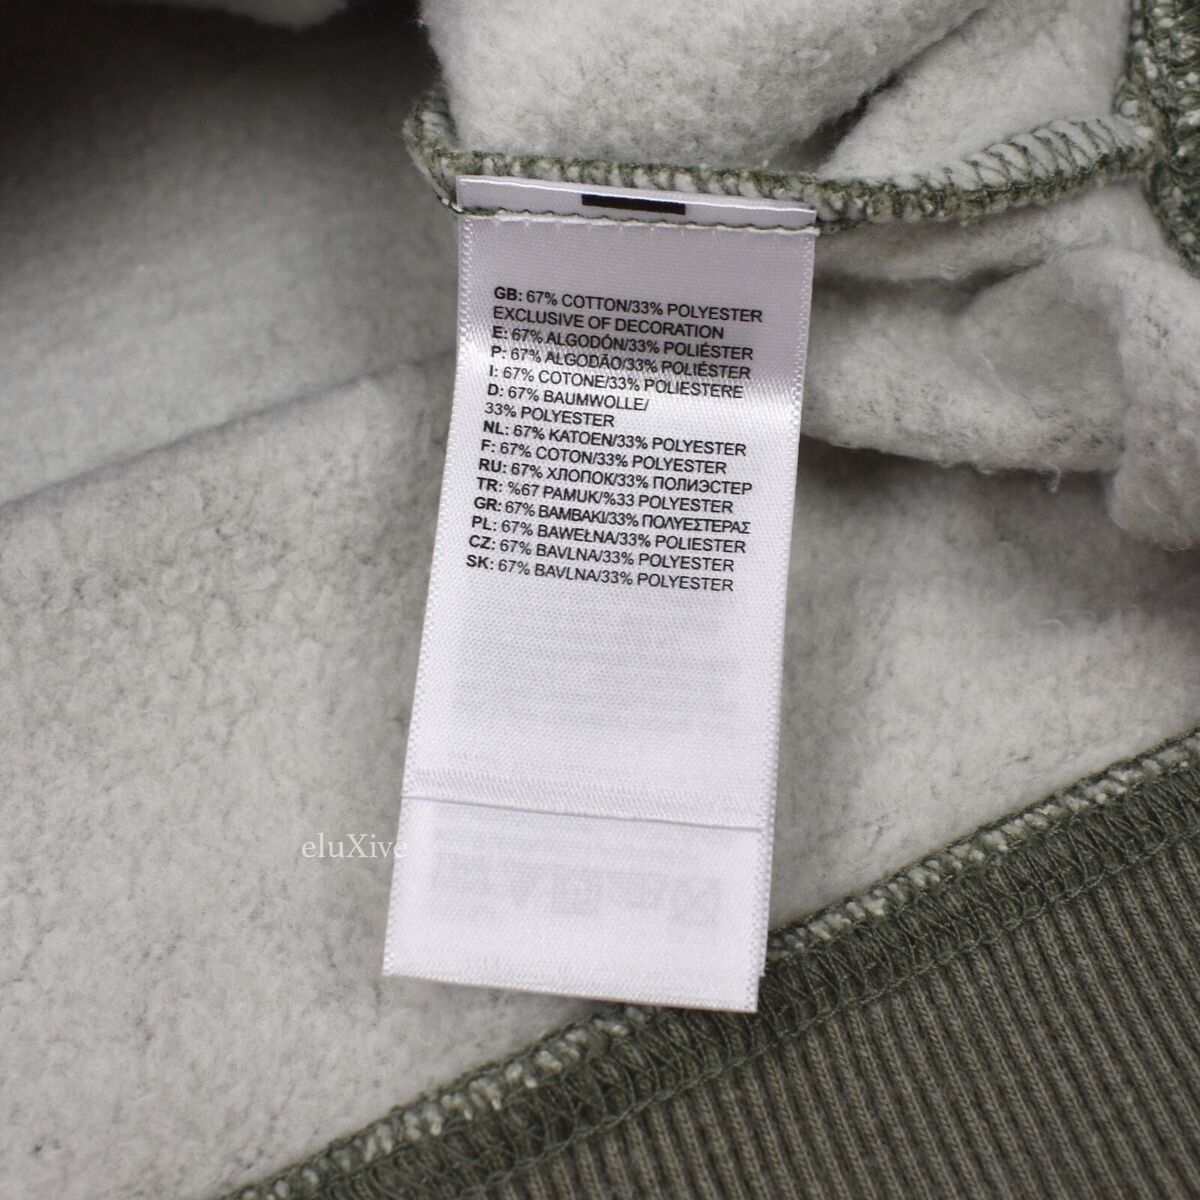 GB: 67% COTTON/33% POLYESTER
EXCLUSIVE OF DECORATION
E: 67% ALGODÓN/33% POLIÉSTER
P: 67% ALGODÃO/33% POLIÉSTER
I: 67% COTONE/33% POLIESTERE
D: 67% BAUMWOLLE/
33% POLYESTER
NL: 67% KATOEN/33% POLYESTER
F: 67% COTON/33% POLYESTER
RU: 67% ХЛОПОК/33% ПОЛИЭСТЕР
TR: %67 PAMUK/%33 POLYESTER
GR: 67% ΒΑΜΒΑΚΙ/33% ΠΟΛΥΕΣΤΕΡΑΣ
PL: 67% BAWEŁNA/33% POLIESTER
CZ: 67% BAVLNA/33% POLYESTER
SK: 67% BAVLNA/33% POLYESTER
eluXive